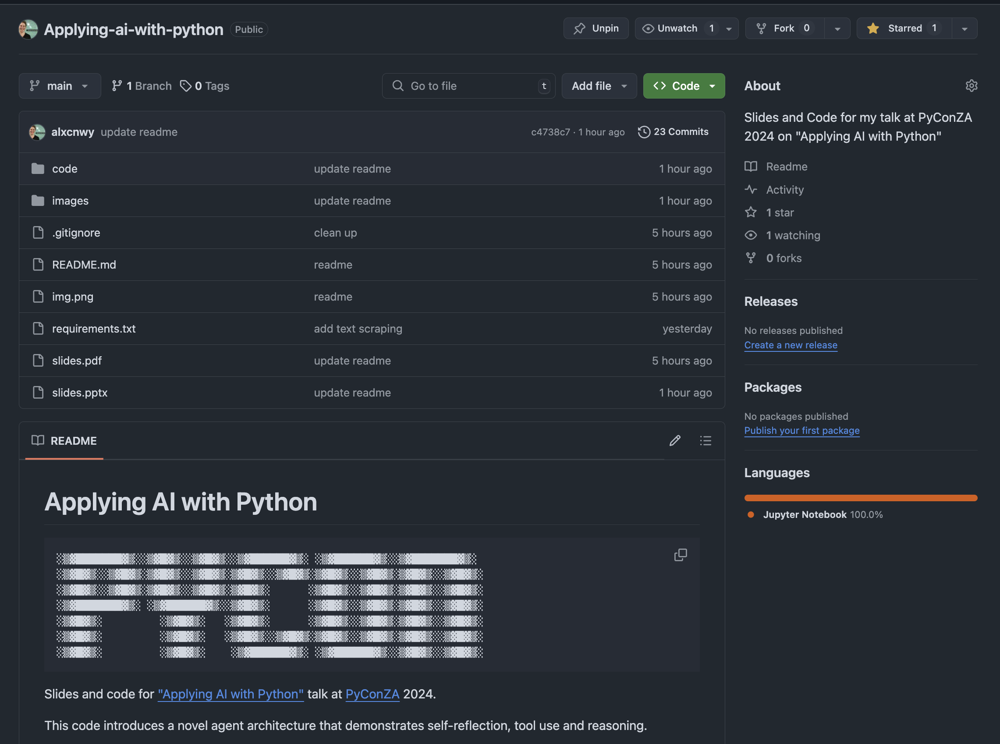 Applying-ai-with-python Public Unpin Unwatch 1 Fork 0 Starred 1
main 1 Branch 0 Tags Go to file t Add file Code
alxcnwy update readme c4738c7 · 1 hour ago 23 Commits
code update readme 1 hour ago
images update readme 1 hour ago
.gitignore clean up 5 hours ago
README.md readme 5 hours ago
img.png readme 5 hours ago
requirements.txt add text scraping yesterday
slides.pdf update readme 5 hours ago
slides.pptx update readme 1 hour ago
README
Applying AI with Python
PYCON
Slides and code for "Applying AI with Python" talk at PyConZA 2024.
This code introduces a novel agent architecture that demonstrates self-reflection, tool use and reasoning.
About
Slides and Code for my talk at PyConZA
2024 on "Applying AI with Python"
Readme
Activity
1 star
1 watching
0 forks
Releases
No releases published
Create a new release
Packages
No packages published
Publish your first package
Languages
Jupyter Notebook 100.0%